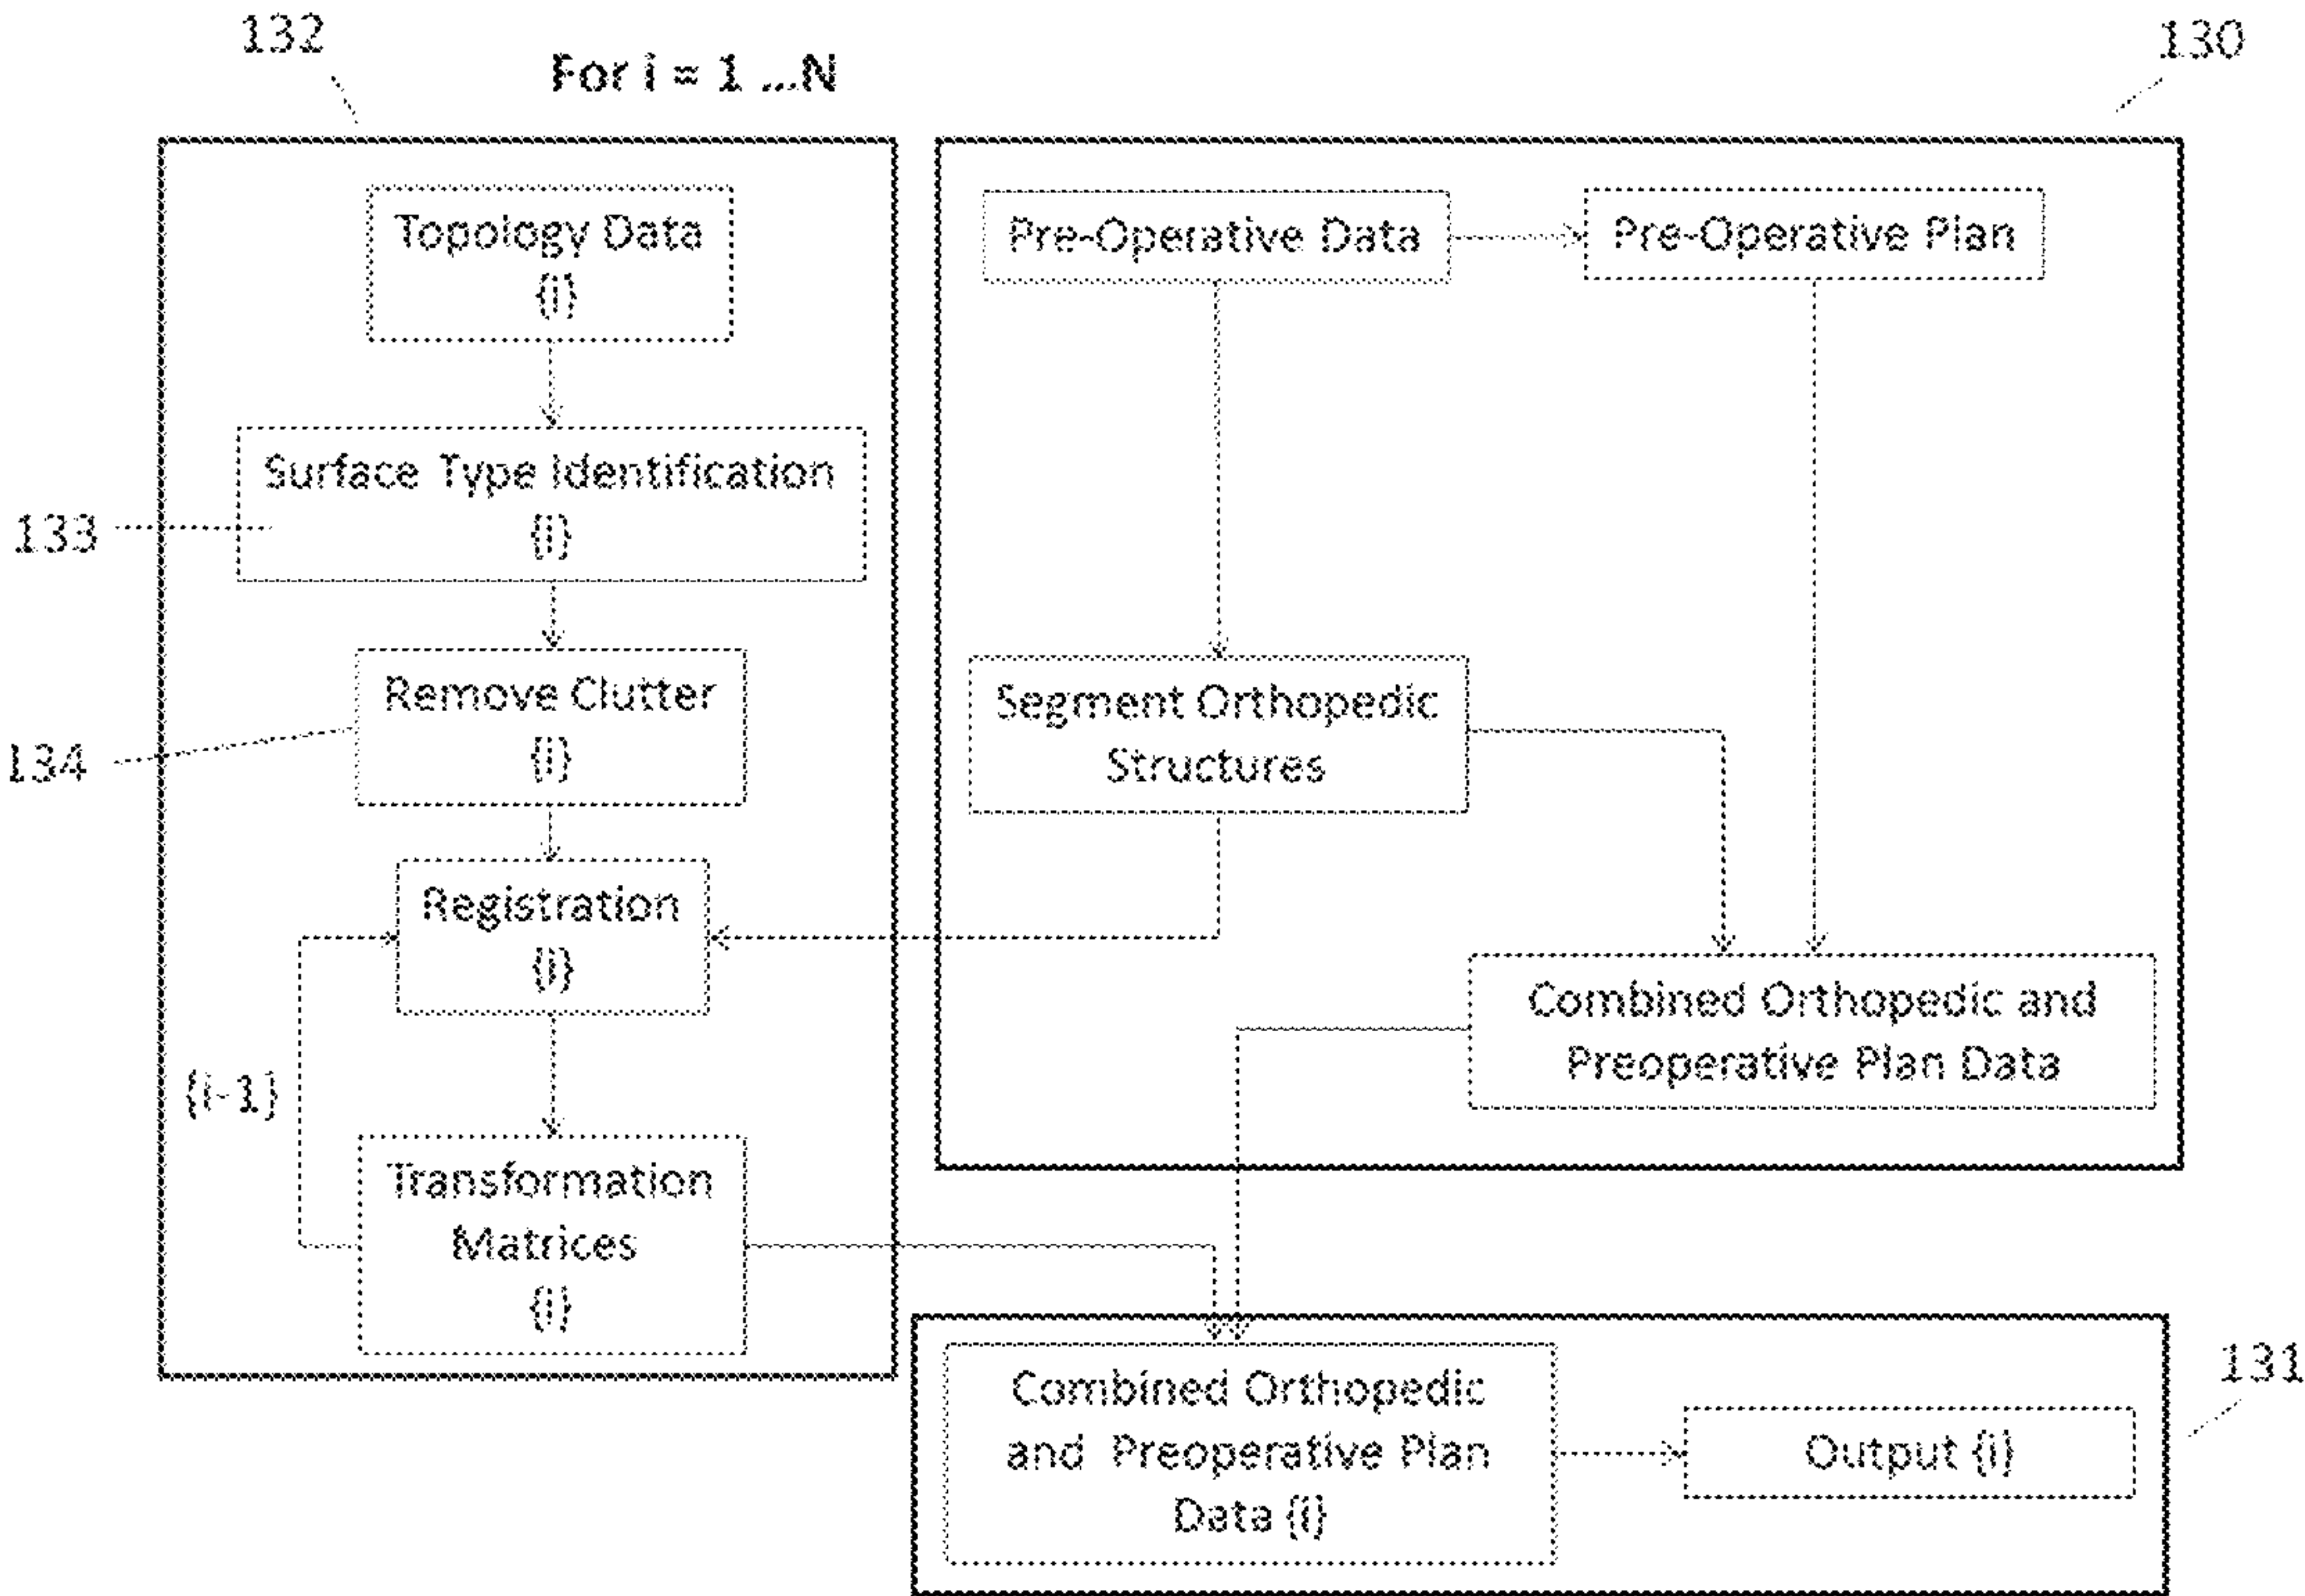 132
For i = 1 ...N
130
Topology Data
{i}
Pre-Operative Data
Pre-Operative Plan
Surface Type Identification
{i}
133
Remove Clutter
{i}
134
Segment Orthopedic
Structures
Registration
{i}
Combined Orthopedic and
Preoperative Plan Data
{i-1}
Transformation
Matrices
{i}
Combined Orthopedic
and Preoperative Plan
Data {i}
Output {i}
131